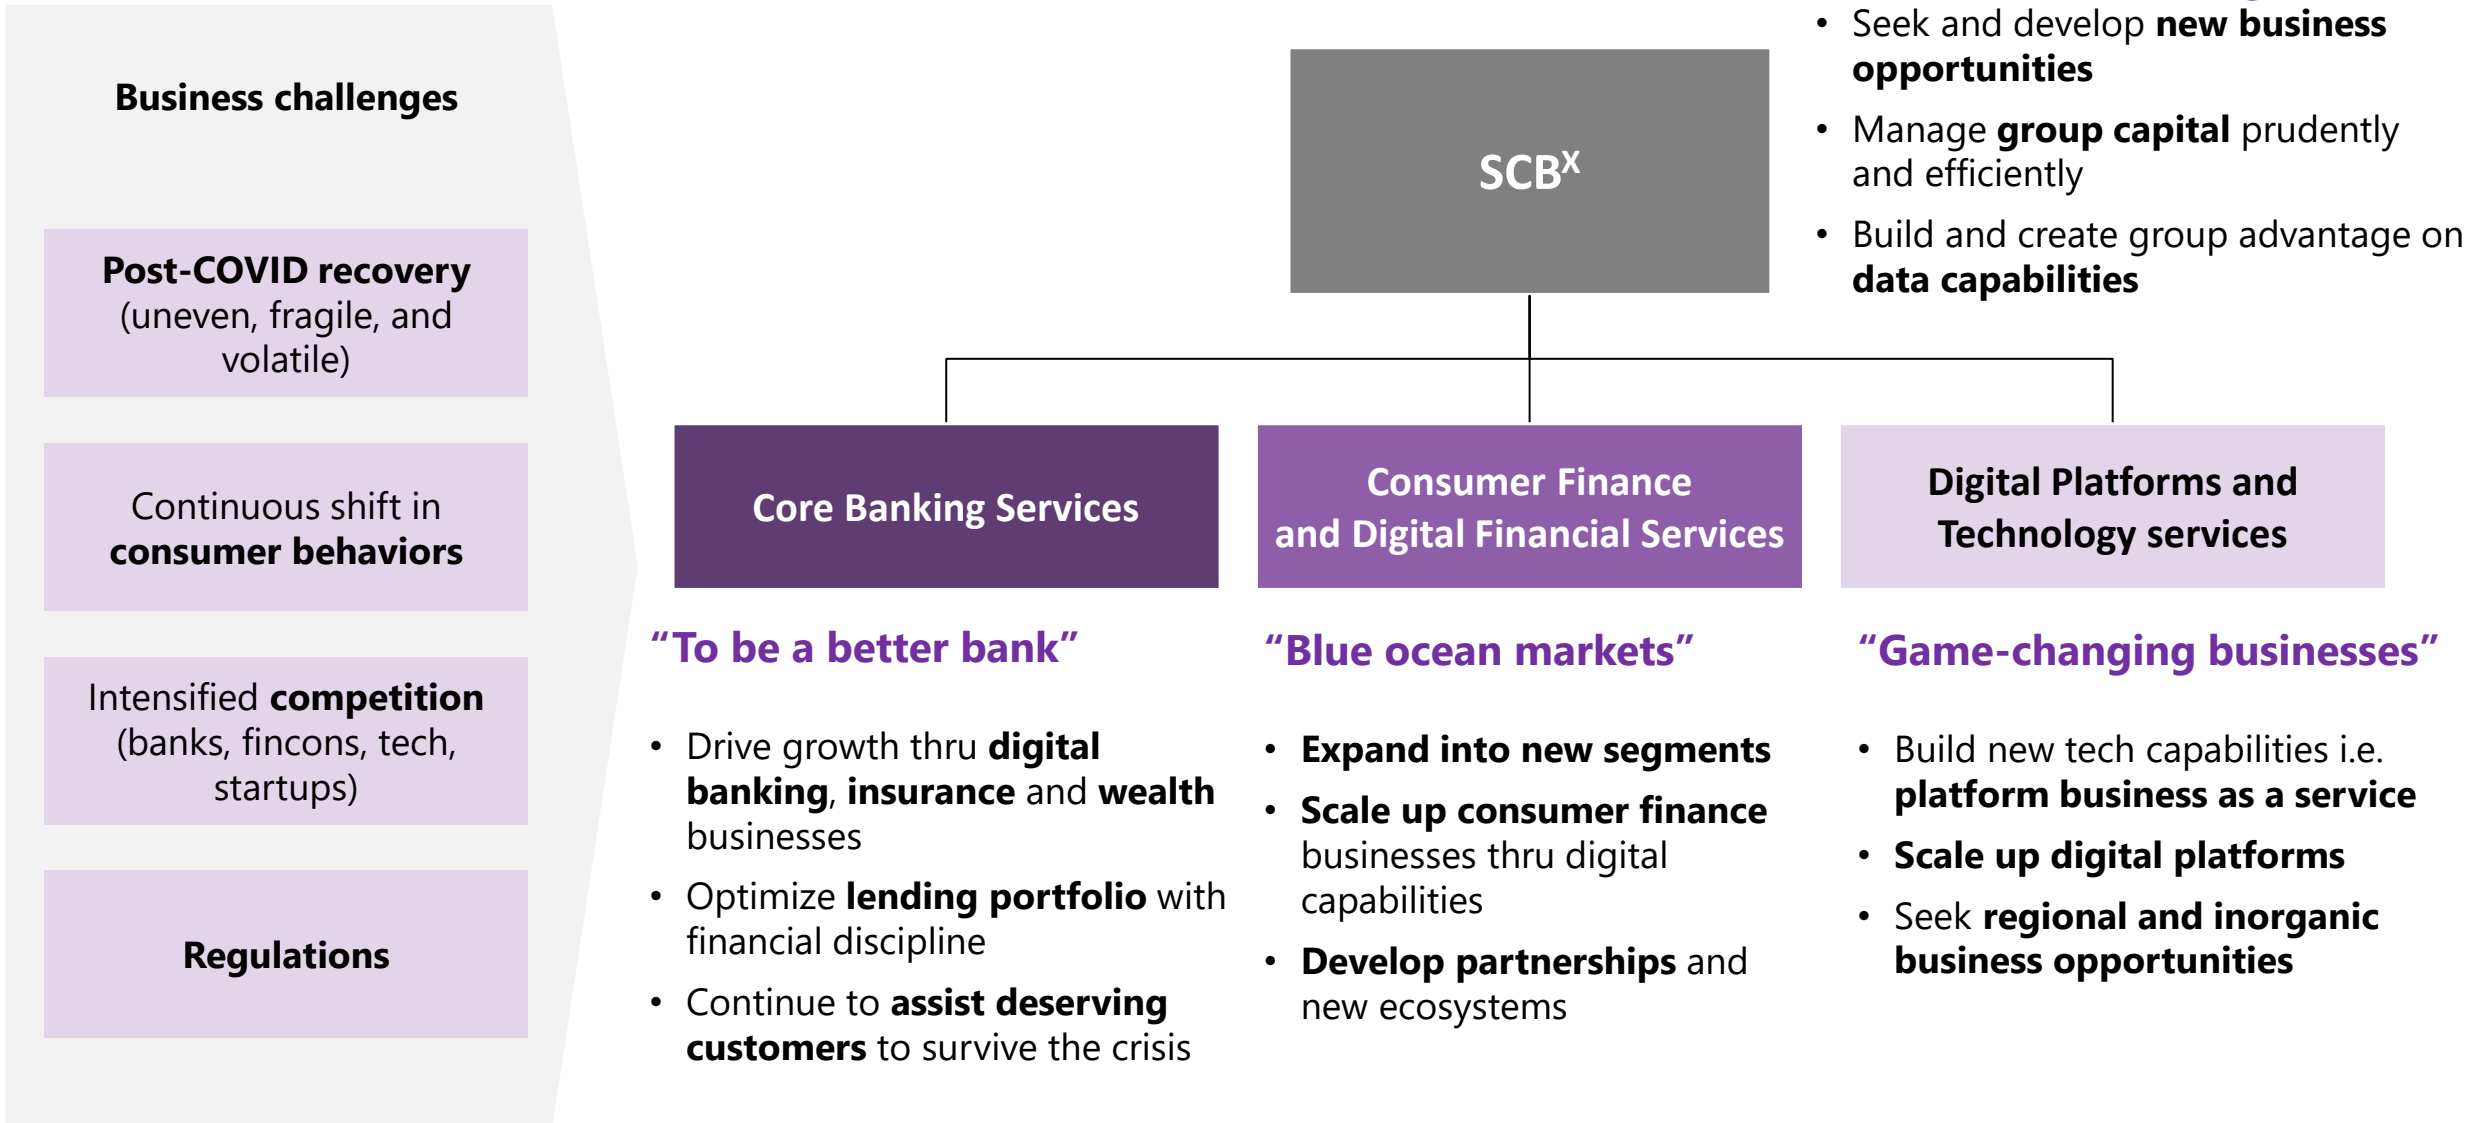 Business challenges
Post-COVID recovery
(uneven, fragile, and
volatile)
Continuous shift in
consumer behaviors
Intensified competition
(banks, fincons, tech,
startups)
Regulations
SCBX
• Seek and develop new business
opportunities
• Manage group capital prudently
and efficiently
• Build and create group advantage on
data capabilities
Core Banking Services
“To be a better bank”
• Drive growth thru digital
banking, insurance and wealth
businesses
• Optimize lending portfolio with
financial discipline
• Continue to assist deserving
customers to survive the crisis
Consumer Finance
and Digital Financial Services
“Blue ocean markets”
• Expand into new segments
• Scale up consumer finance
businesses thru digital
capabilities
• Develop partnerships and
new ecosystems
Digital Platforms and
Technology services
“Game-changing businesses”
• Build new tech capabilities i.e.
platform business as a service
• Scale up digital platforms
• Seek regional and inorganic
business opportunities